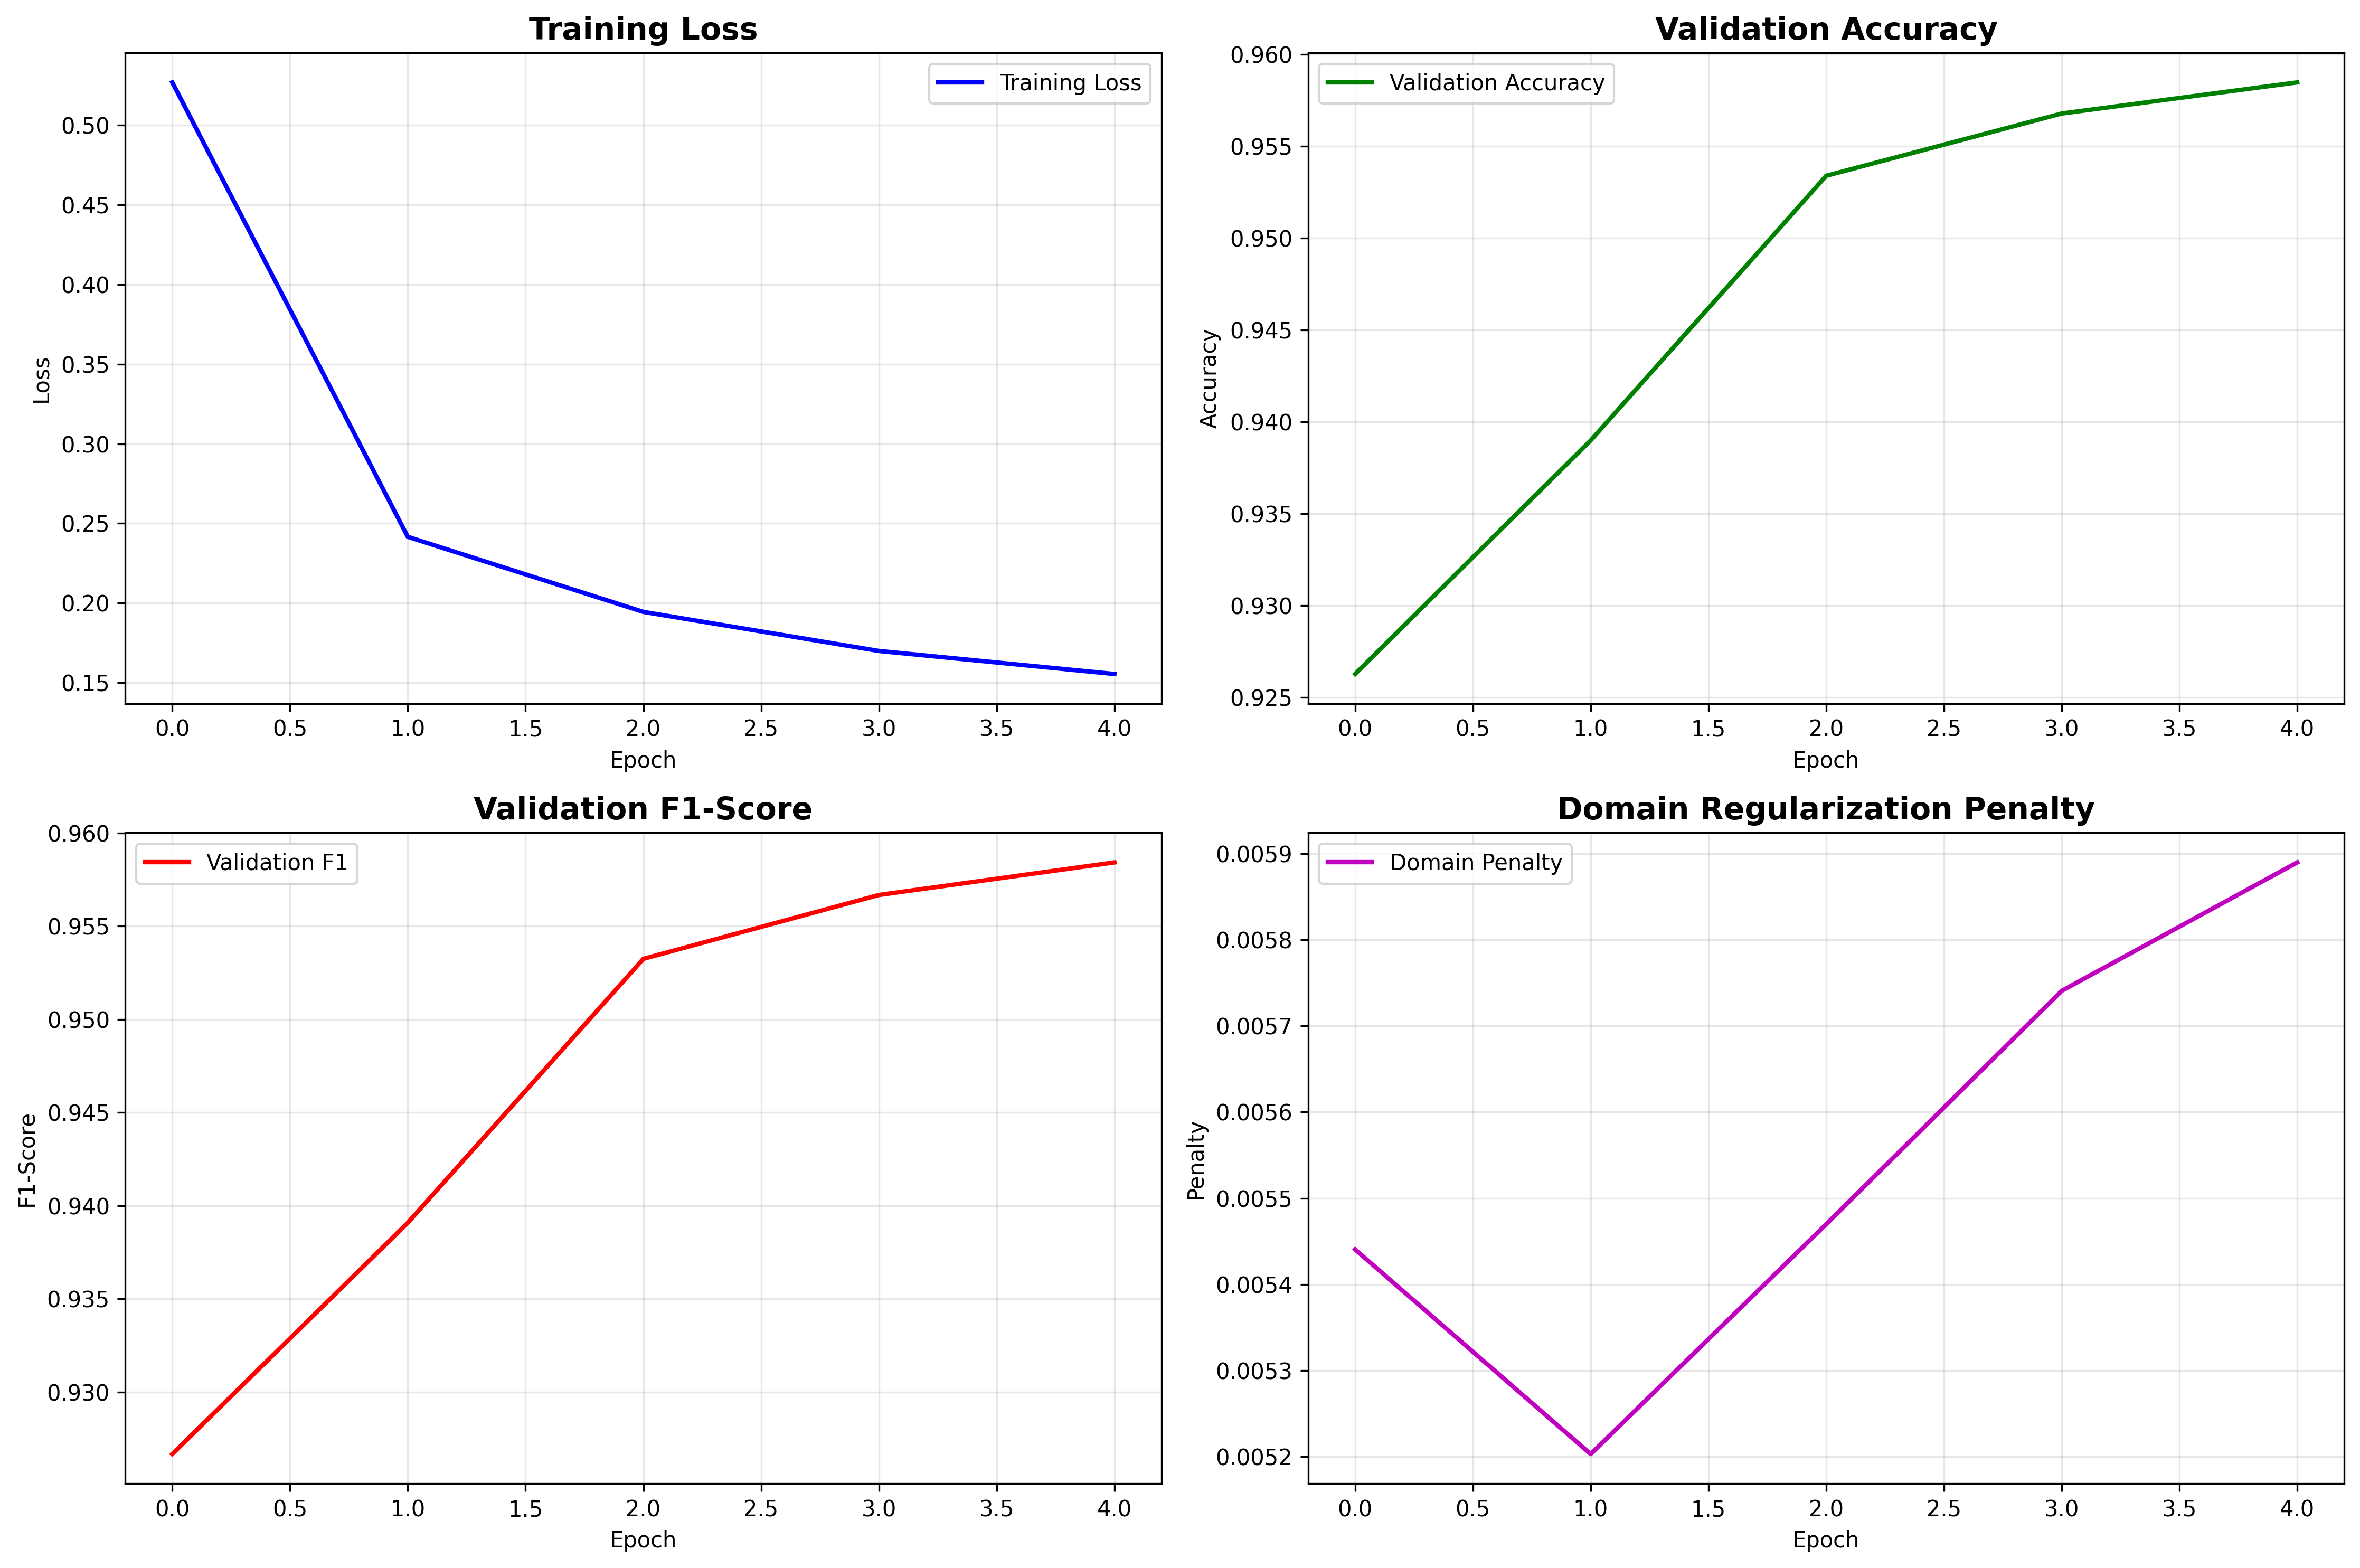 Training Loss
Training Loss
0.50
0.45
0.40
0.35
0.30
0.25
0.20
0.15
Loss
0.0 0.5 1.0 1.5 2.0 2.5 3.0 3.5 4.0
Epoch
Validation Accuracy
Validation Accuracy
0.960
0.955
0.950
0.945
0.940
0.935
0.930
0.925
Accuracy
0.0 0.5 1.0 1.5 2.0 2.5 3.0 3.5 4.0
Epoch
Validation F1-Score
Validation F1
0.960
0.955
0.950
0.945
0.940
0.935
0.930
F1-Score
0.0 0.5 1.0 1.5 2.0 2.5 3.0 3.5 4.0
Epoch
Domain Regularization Penalty
Domain Penalty
0.0059
0.0058
0.0057
0.0056
0.0055
0.0054
0.0053
0.0052
Penalty
0.0 0.5 1.0 1.5 2.0 2.5 3.0 3.5 4.0
Epoch